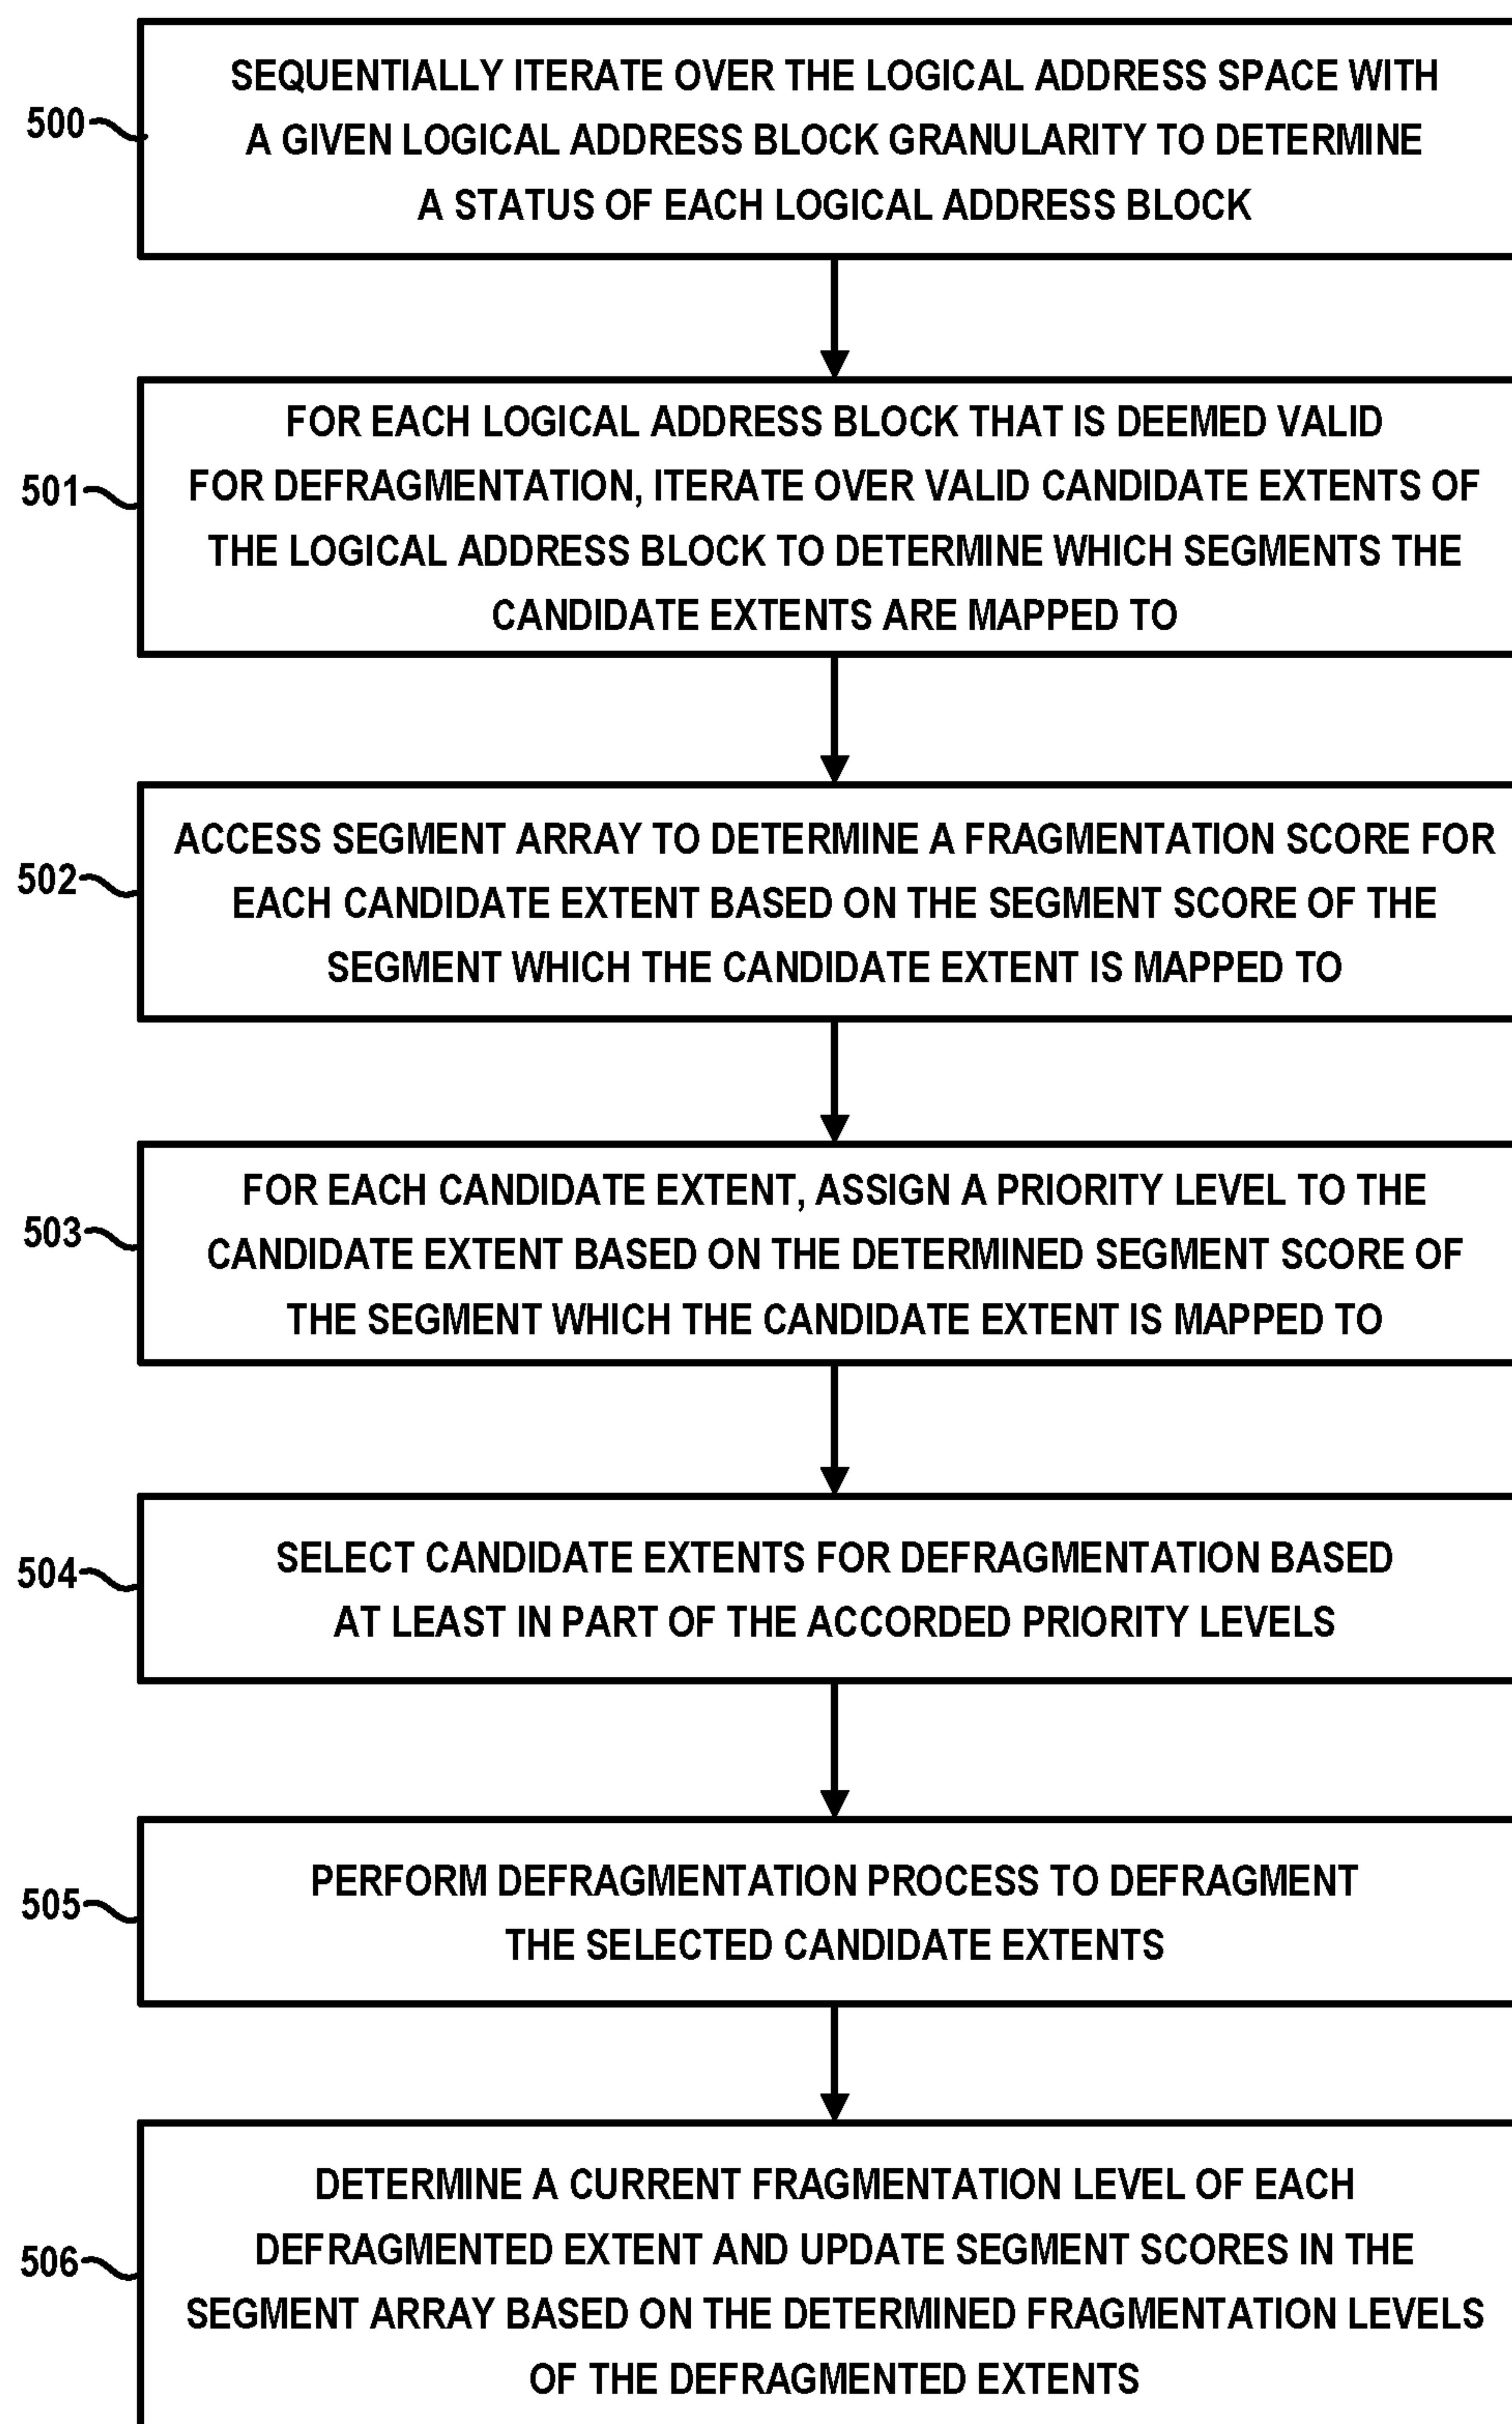 SEQUENTIALLY ITERATE OVER THE LOGICAL ADDRESS SPACE WITH
500
A GIVEN LOGICAL ADDRESS BLOCK GRANULARITY TO DETERMINE
A STATUS OF EACH LOGICAL ADDRESS BLOCK
FOR EACH LOGICAL ADDRESS BLOCK THAT IS DEEMED VALID
501
FOR DEFRAGMENTATION, ITERATE OVER VALID CANDIDATE EXTENTS OF
THE LOGICAL ADDRESS BLOCK TO DETERMINE WHICH SEGMENTS THE
CANDIDATE EXTENTS ARE MAPPED TO
ACCESS SEGMENT ARRAY TO DETERMINE A FRAGMENTATION SCORE FOR
502
EACH CANDIDATE EXTENT BASED ON THE SEGMENT SCORE OF THE
SEGMENT WHICH THE CANDIDATE EXTENT IS MAPPED TO
FOR EACH CANDIDATE EXTENT, ASSIGN A PRIORITY LEVEL TO THE
503
CANDIDATE EXTENT BASED ON THE DETERMINED SEGMENT SCORE OF
THE SEGMENT WHICH THE CANDIDATE EXTENT IS MAPPED TO
SELECT CANDIDATE EXTENTS FOR DEFRAGMENTATION BASED
504
AT LEAST IN PART OF THE ACCORDED PRIORITY LEVELS
PERFORM DEFRAGMENTATION PROCESS TO DEFRAGMENT
505
THE SELECTED CANDIDATE EXTENTS
DETERMINE A CURRENT FRAGMENTATION LEVEL OF EACH
DEFRAGMENTED EXTENT AND UPDATE SEGMENT SCORES IN THE
506
SEGMENT ARRAY BASED ON THE DETERMINED FRAGMENTATION LEVELS
OF THE DEFRAGMENTED EXTENTS